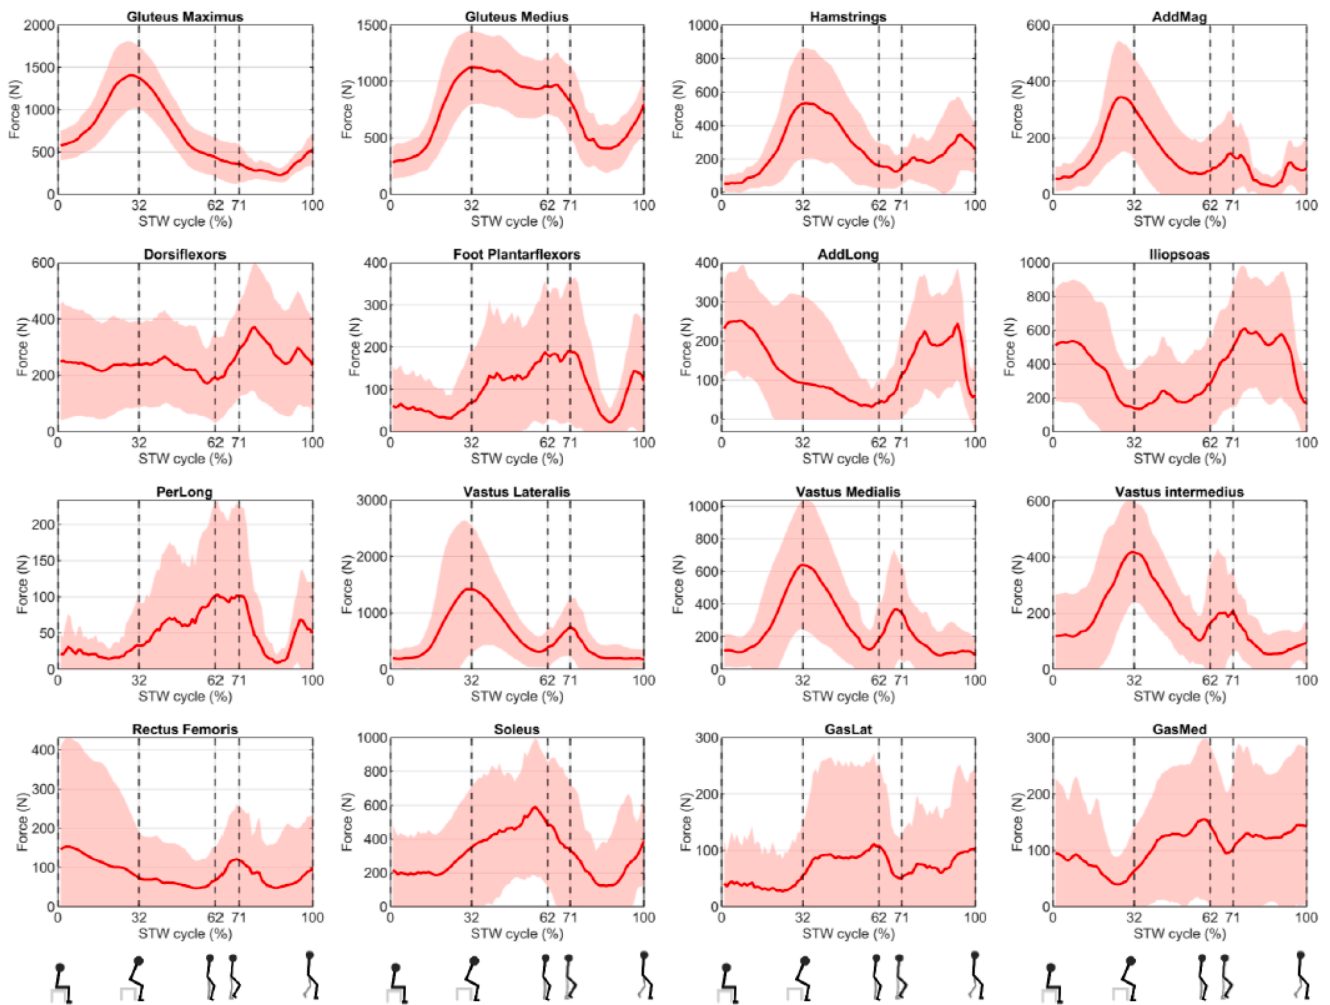 Gluteus Maximus
Force (N)
2000
1500
1000
500
0
0 32 62 71 100
STW cycle (%)
Gluteus Medius
Force (N)
1500
1000
500
0
0 32 62 71 100
STW cycle (%)
Hamstrings
Force (N)
1000
800
600
400
200
0
0 32 62 71 100
STW cycle (%)
AddMag
Force (N)
600
400
200
0
0 32 62 71 100
STW cycle (%)
Dorsiflexors
Force (N)
600
400
200
0
0 32 62 71 100
STW cycle (%)
Foot Plantarflexors
Force (N)
400
300
200
100
0
0 32 62 71 100
STW cycle (%)
AddLong
Force (N)
400
300
200
100
0
0 32 62 71 100
STW cycle (%)
Iliopsoas
Force (N)
1000
800
600
400
200
0
0 32 62 71 100
STW cycle (%)
PerLong
Force (N)
200
150
100
50
0
0 32 62 71 100
STW cycle (%)
Vastus Lateralis
Force (N)
3000
2000
1000
0
0 32 62 71 100
STW cycle (%)
Vastus Medialis
Force (N)
1000
800
600
400
200
0
0 32 62 71 100
STW cycle (%)
Vastus intermedius
Force (N)
600
400
200
0
0 32 62 71 100
STW cycle (%)
Rectus Femoris
Force (N)
400
300
200
100
0
0 32 62 71 100
STW cycle (%)
Soleus
Force (N)
1000
800
600
400
200
0
0 32 62 71 100
STW cycle (%)
GasLat
Force (N)
300
200
100
0
0 32 62 71 100
STW cycle (%)
GasMed
Force (N)
300
200
100
0
0 32 62 71 100
STW cycle (%)